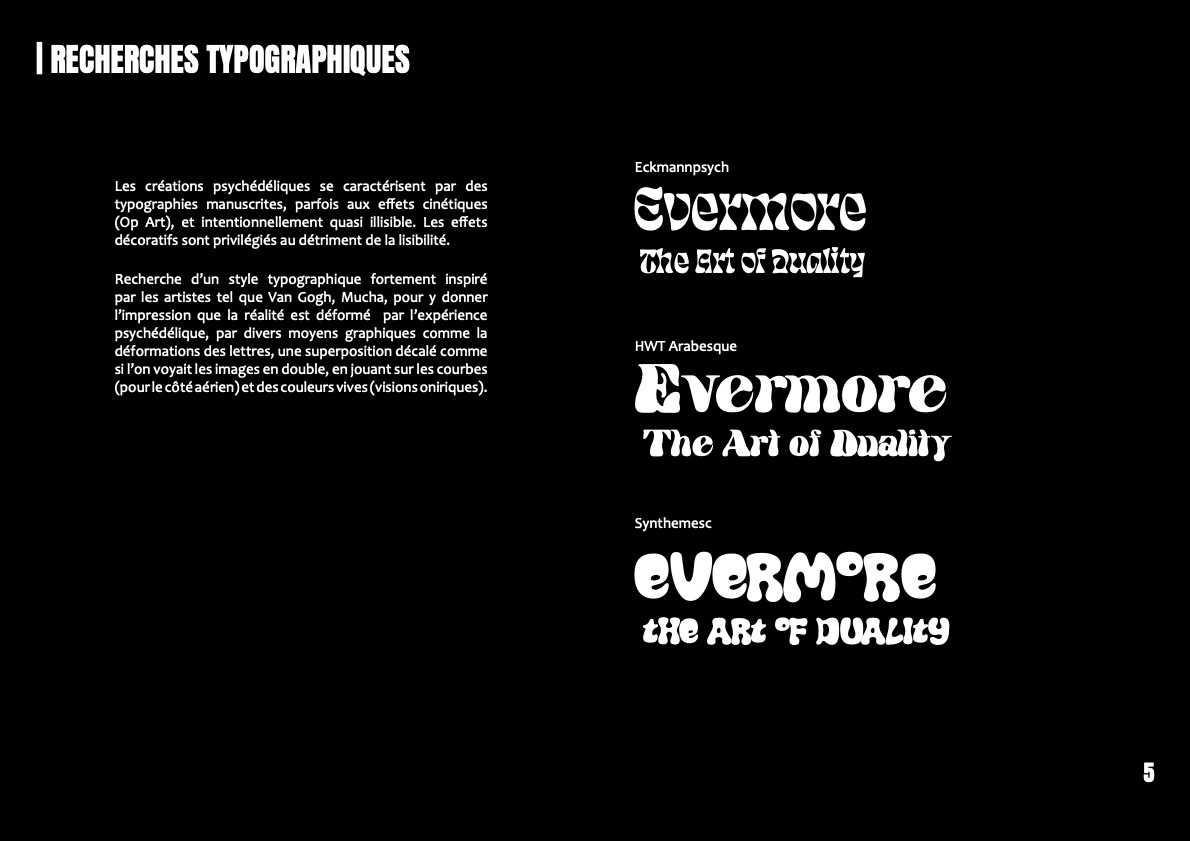 | RECHERCHES TYPOGRAPHIQUES
Les créations psychédéliques se caractérisent par des
typographies manuscrites, parfois aux effets cinétiques
(Op Art), et intentionnellement quasi illisible. Les effets
décoratifs sont privilégiés au détriment de la lisibilité.
Recherche d'un style typographique fortement inspiré
par les artistes tel que Van Gogh, Mucha, pour y donner
l'impression que la réalité est déformé par l'expérience
psychédélique, par divers moyens graphiques comme la
déformations des lettres, une superposition décalé comme
si l'on voyait les images en double, en jouant sur les courbes
(pour le côté aérien) et des couleurs vives (visions oniriques).
Eckmannpsych
Evermore
The Art of Duality
HWT Arabesque
Evermore
The Art of Duality
Synthemesc
eVeRMoRe
tHe ARt oF DUALIty
5